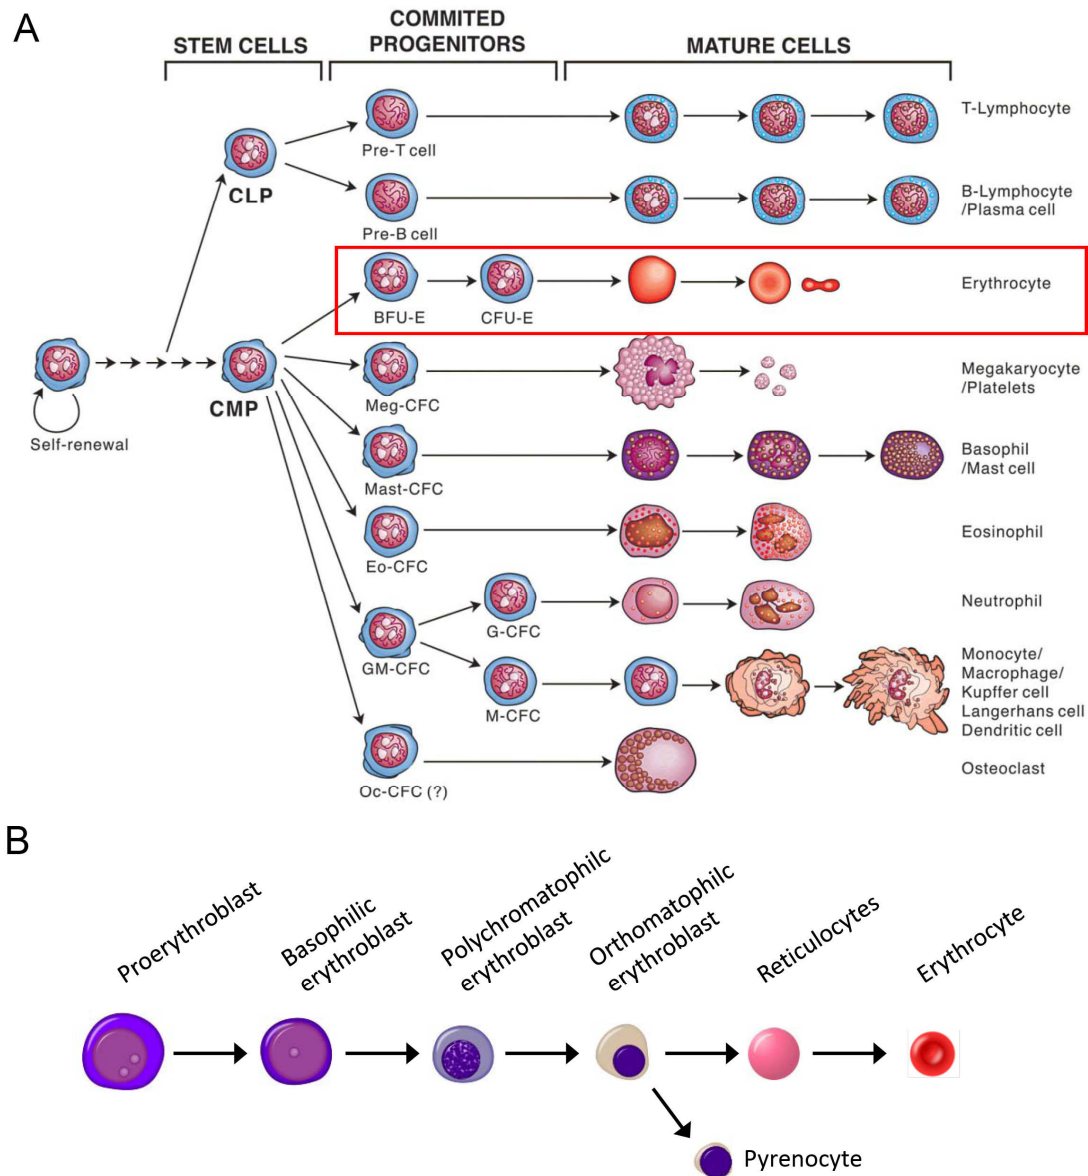 A
STEM CELLS
COMMITED
PROGENITORS
MATURE CELLS
Pre-T cell
T-Lymphocyte
CLP
Pre-B cell
B-Lymphocyte
/Plasma cell
BFU-E
CFU-E
Erythrocyte
Self-renewal
CMP
Meg-CFC
Megakaryocyte
/Platelets
Mast-CFC
Basophil
/Mast cell
Eo-CFC
Eosinophil
GM-CFC
G-CFC
Neutrophil
M-CFC
Monocyte/
Macrophage/
Kupffer cell
Langerhans cell
Dendritic cell
Oc-CFC (?)
Osteoclast
B
Proerythroblast
Basophilic
erythroblast
Polychromatophilc
erythroblast
Orthomatophilc
erythroblast
Reticulocytes
Erythrocyte
Pyrenocyte